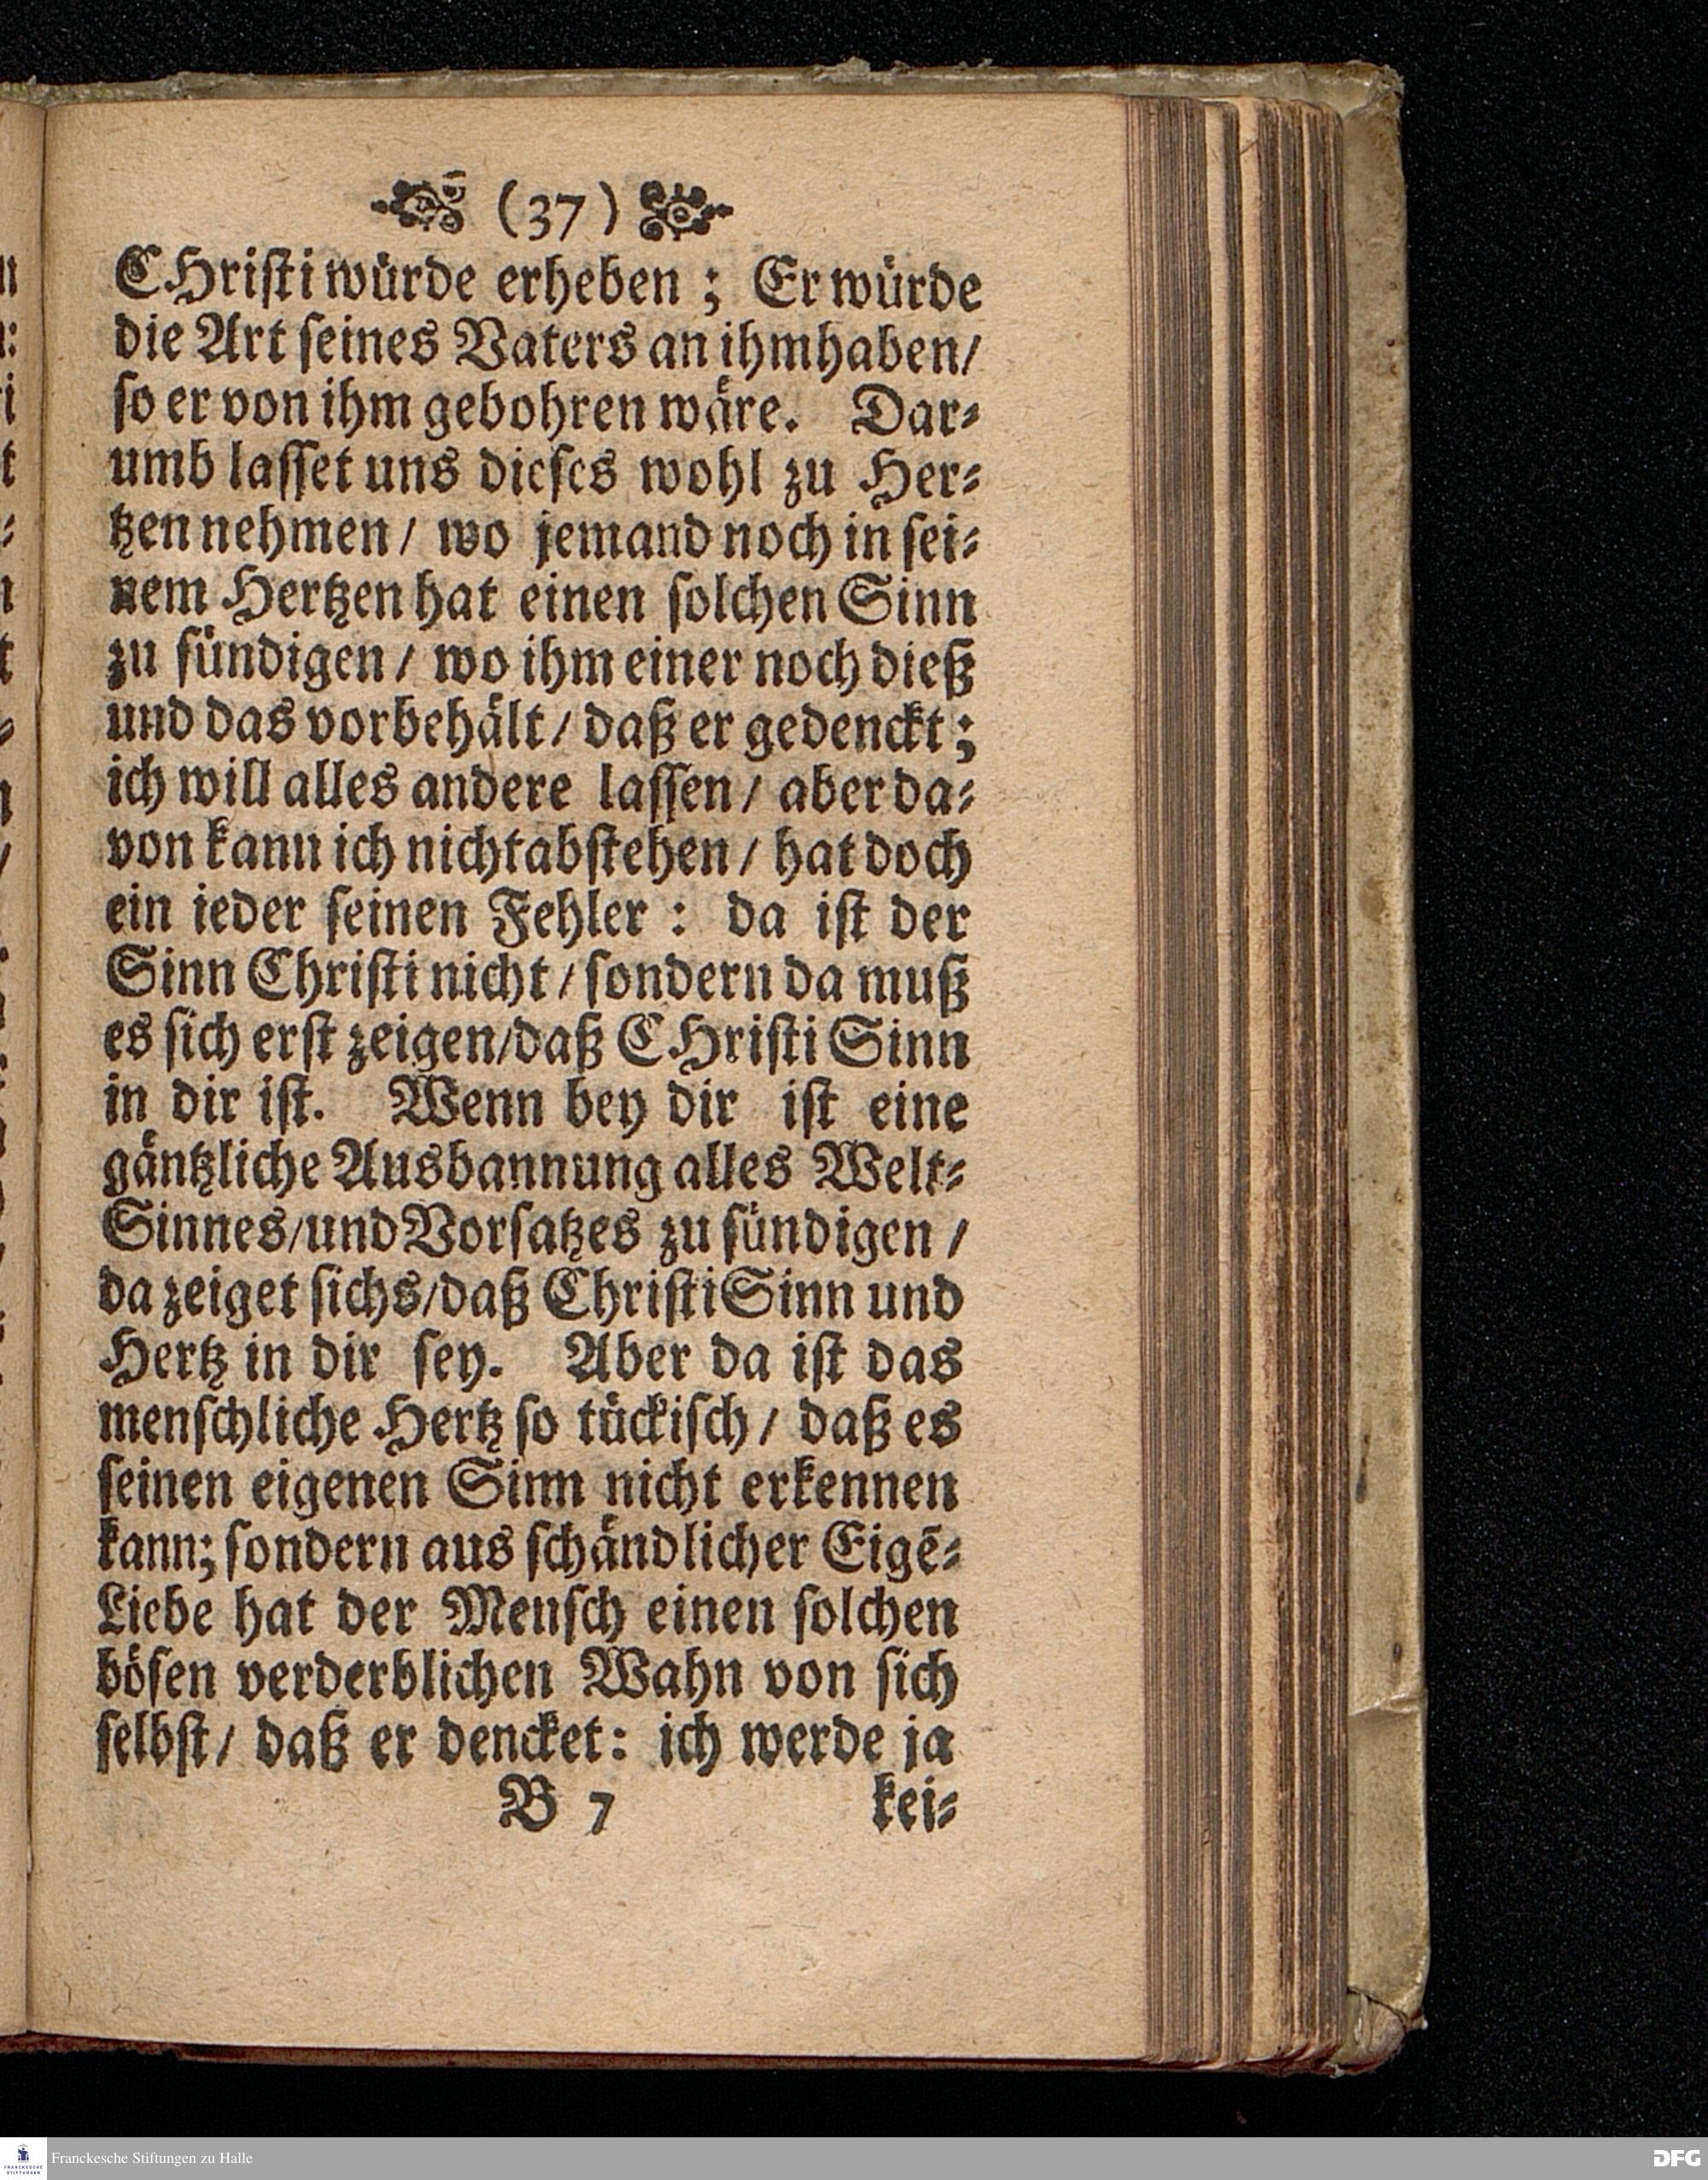 (37)
CHriſti würde erheben; Er würde
die Art ſeines Vaters an ihm haben/
ſo er von ihm gebohren wäre. Dar-
umb laſſet uns dieſes wohl zu Her-
tzen nehmen/ wo jemand noch in ſei-
nem Hertzen hat einen ſolchen Sinn
zu ſündigen/ wo ihm einer noch dieß
und das vorbehält/ daß er gedenckt;
ich will alles andere laſſen/ aber da-
von kann ich nicht abſtehen/ hat doch
ein ieder ſeinen Fehler: da iſt der
Sinn Chriſti nicht/ ſondern da muß
es ſich erſt zeigen/ daß CHriſti Sinn
in dir iſt. Wenn bey dir iſt eine
gäntzliche Ausbannung alles Welt-
Sinnes/ und Vorſatzes zu ſündigen/
da zeiget ſichs/ daß Chriſti Sinn und
Hertz in dir ſey. Aber da iſt das
menſchliche Hertz ſo tückiſch/ daß es
ſeinen eigenen Sinn nicht erkennen
kann; ſondern aus ſchändlicher Eigē-
Liebe hat der Menſch einen ſolchen
böſen verderblichen Wahn von ſich
ſelbſt/ daß er dencket: ich werde ja
B 7 kei-
FRANCKESCHE
STIFTUNGEN
Franckesche Stiftungen zu Halle
DFG